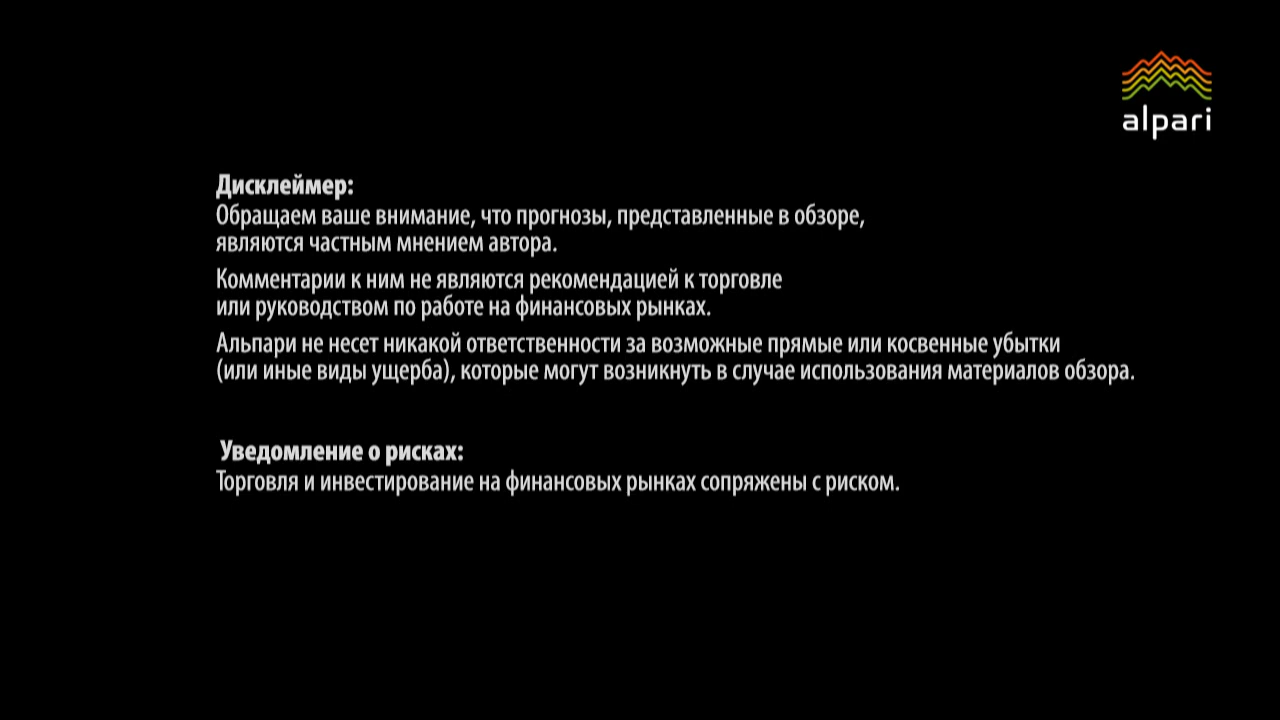 alpari
Дисклеймер:
Обращаем ваше внимание, что прогнозы, представленные в обзоре,
являются частным мнением автора.
Комментарии к ним не являются рекомендацией к торговле
или руководством по работе на финансовых рынках.
Альпари не несет никакой ответственности за возможные прямые или косвенные убытки
(или иные виды ущерба), которые могут возникнуть в случае использования материалов обзора.
Уведомление о рисках:
Торговля и инвестирование на финансовых рынках сопряжены с риском.